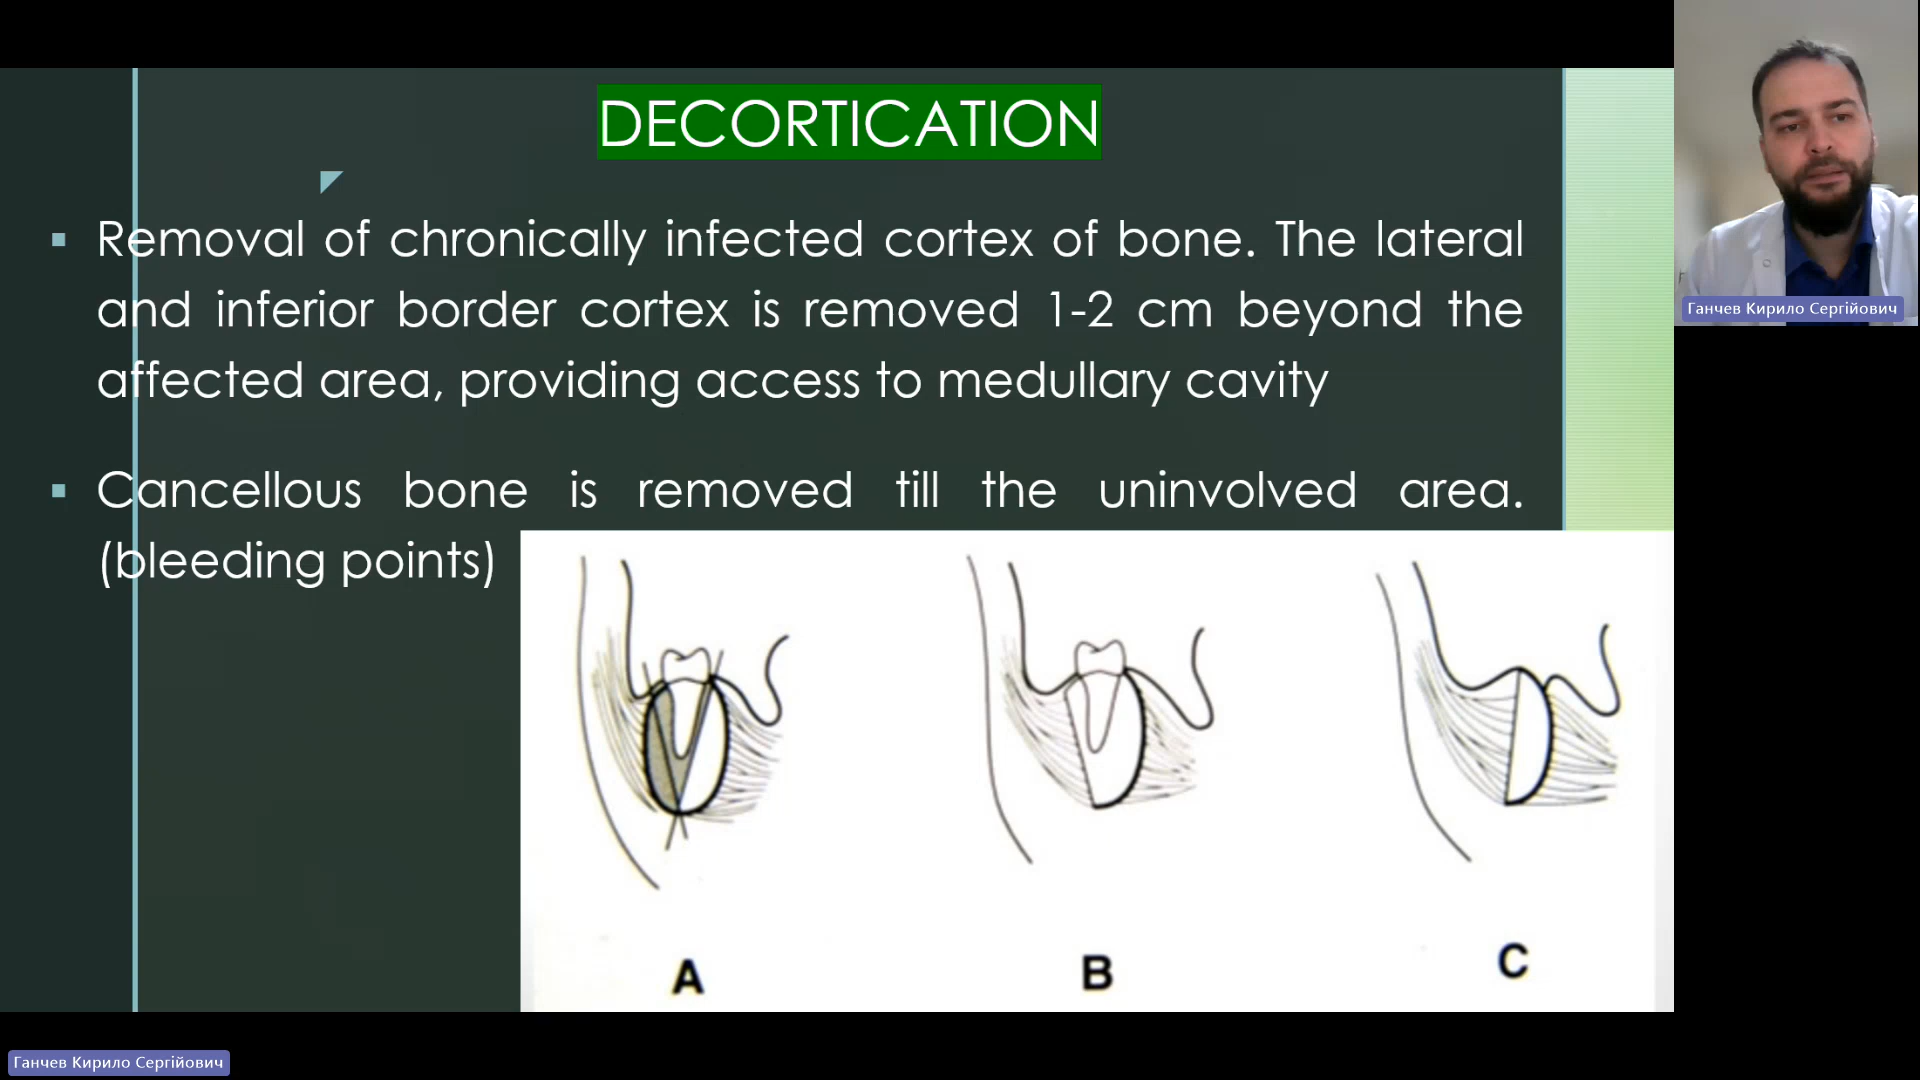 DECORTICATION
Removal of chronically infected cortex of bone. The lateral
and inferior border cortex is removed 1-2 cm beyond the
affected area, providing access to medullary cavity
Cancellous bone is removed till the uninvolved area.
(bleeding points)
A
B
C
Ганчев Кирило Сергійович
Ганчев Кирило Сергійович